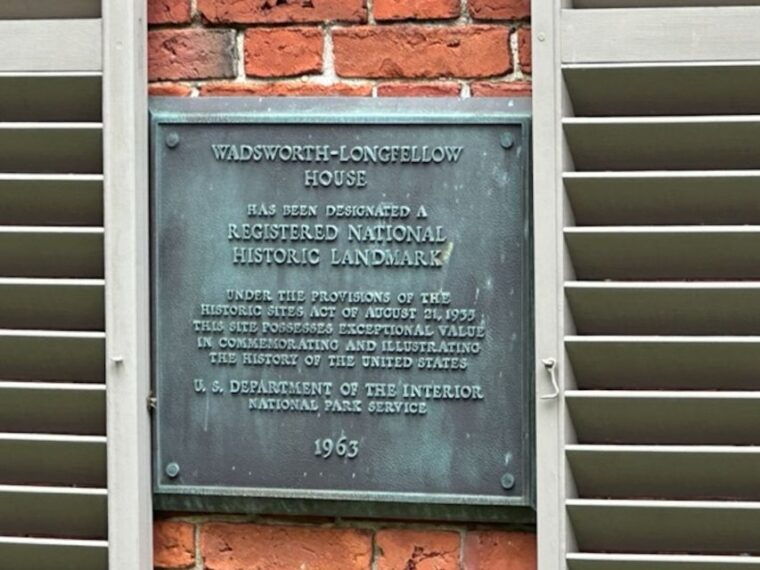 WADSWORTH-LONGFELLOW
HOUSE
HAS BEEN DESIGNATED A
REGISTERED NATIONAL
HISTORIC LANDMARK
UNDER THE PROVISIONS OF THE
HISTORIC SITES ACT OF AUGUST 21, 1935
THIS SITE POSSESSES EXCEPTIONAL VALUE
IN COMMEMORATING AND ILLUSTRATING
THE HISTORY OF THE UNITED STATES
U. S. DEPARTMENT OF THE INTERIOR
NATIONAL PARK SERVICE
1963